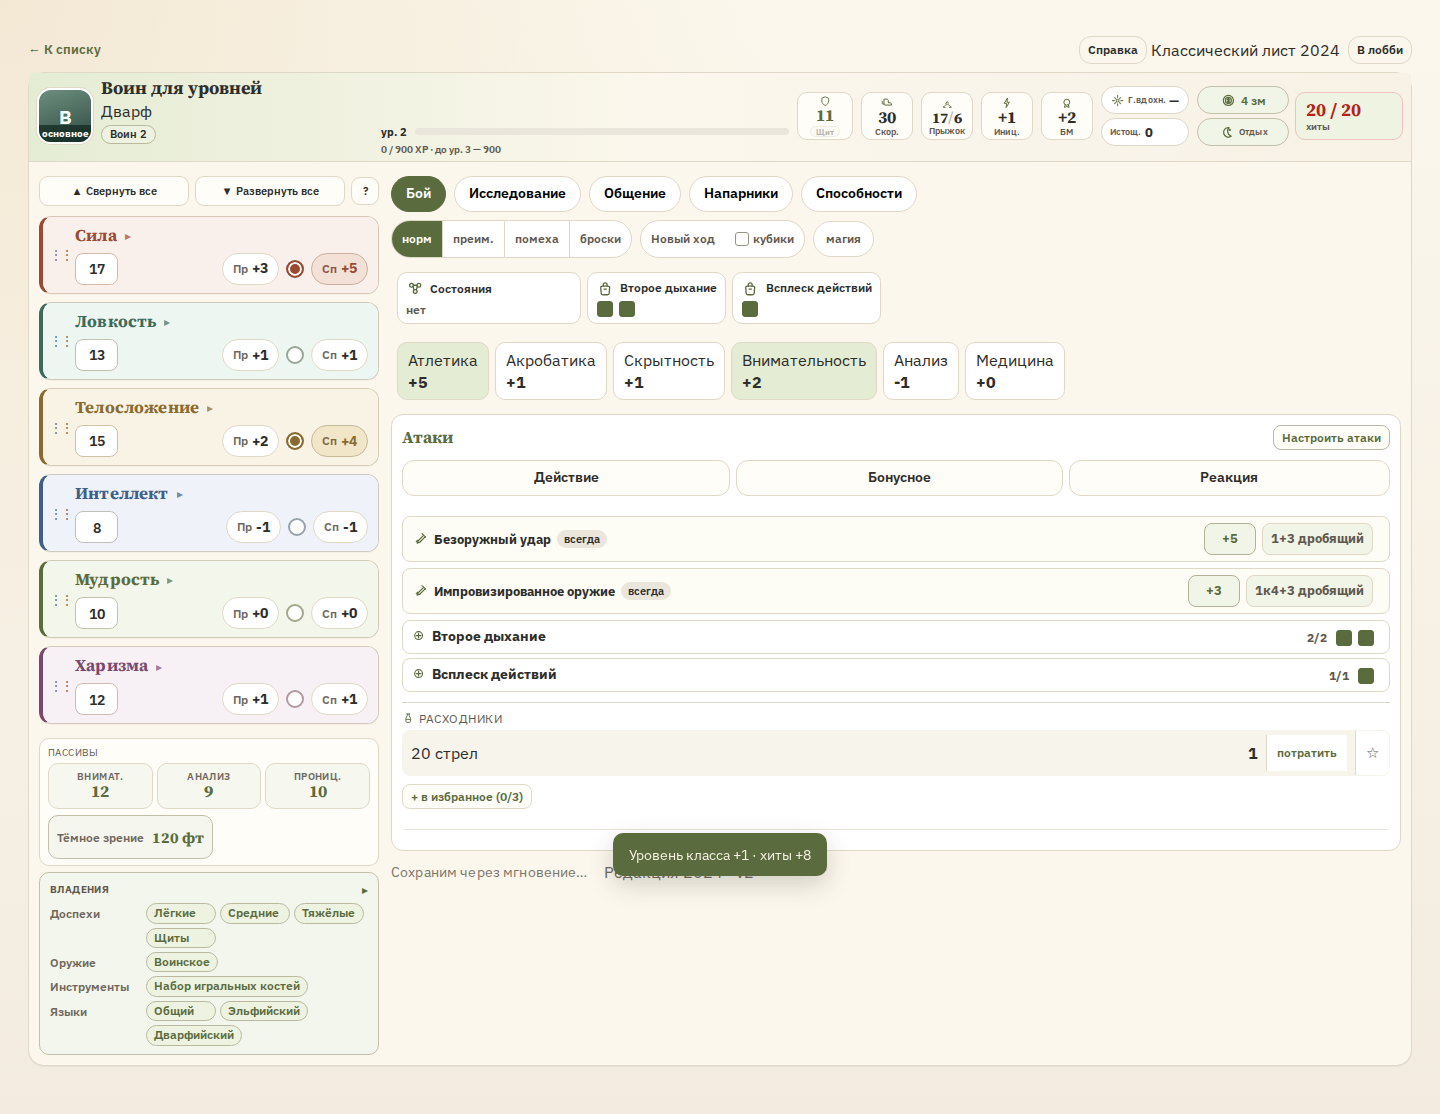 ← К списку
Справка Классический лист 2024 В лобби
В
основное
Воин для уровней
Дварф
Воин 2
ур. 2
0 / 900 XP · до ур. 3 — 900
11
Щит
30
Скор.
17/6
Прыжок
+1
Иниц.
+2
БМ
Г.вдохн. —
Истощ. 0
4 зм
Отдых
20 / 20
хиты
▲ Свернуть все ▼ Развернуть все ?
Сила ▸
17 Пр +3 Сп +5
Ловкость ▸
13 Пр +1 Сп +1
Телосложение ▸
15 Пр +2 Сп +4
Интеллект ▸
8 Пр -1 Сп -1
Мудрость ▸
10 Пр +0 Сп +0
Харизма ▸
12 Пр +1 Сп +1
ПАССИВЫ
ВНИМАТ.
12
АНАЛИЗ
9
ПРОНИЦ.
10
Тёмное зрение 120 фт
ВЛАДЕНИЯ ▸
Доспехи Лёгкие Средние Тяжёлые
Щиты
Оружие Воинское
Инструменты Набор игральных костей
Языки Общий Эльфийский
Дварфийский
Бой Исследование Общение Напарники Способности
норм преим. помеха броски Новый ход кубики магия
Состояния
нет
Второе дыхание
Всплеск действий
Атлетика
+5
Акробатика
+1
Скрытность
+1
Внимательность
+2
Анализ
-1
Медицина
+0
Атаки Настроить атаки
Действие Бонусное Реакция
Безоружный удар всегда +5 1+3 дробящий
Импровизированное оружие всегда +3 1к4+3 дробящий
Второе дыхание 2/2
Всплеск действий 1/1
РАСХОДНИКИ
20 стрел 1 потратить ☆
+ в избранное (0/3)
Уровень класса +1 · хиты +8
Сохраним через мгновение...